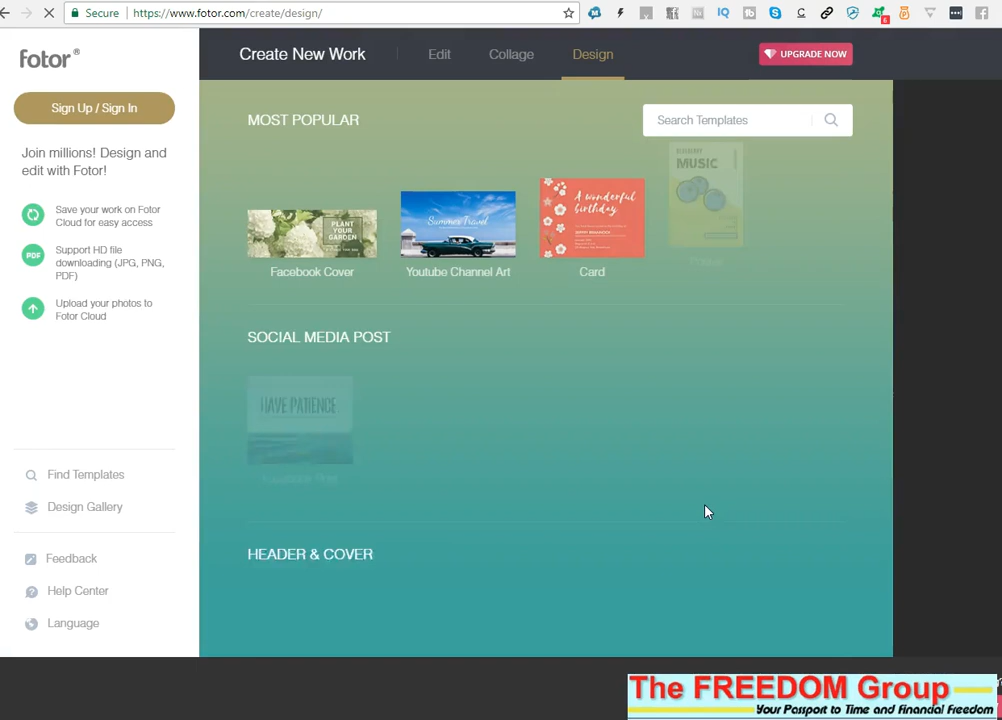 Secure
https://www.fotor.com/create/design/
fotor®
Create New Work
Edit
Collage
Design
UPGRADE NOW
Sign Up / Sign In
Join millions! Design and
edit with Fotor!
Save your work on Fotor
Cloud for easy access
PDF
Support HD file
downloading (JPG, PNG,
PDF)
Upload your photos to
Fotor Cloud
Find Templates
Design Gallery
Feedback
Help Center
Language
MOST POPULAR
Search Templates
PLANT
YOUR
GARDEN
Facebook Cover
Summer Travel
Youtube Channel Art
A wonderful
birthday
Card
MUSIC
Poster
SOCIAL MEDIA POST
HAVE PATIENCE
Facebook Post
HEADER & COVER
The FREEDOM Group
Your Passport to Time and Financial Freedom